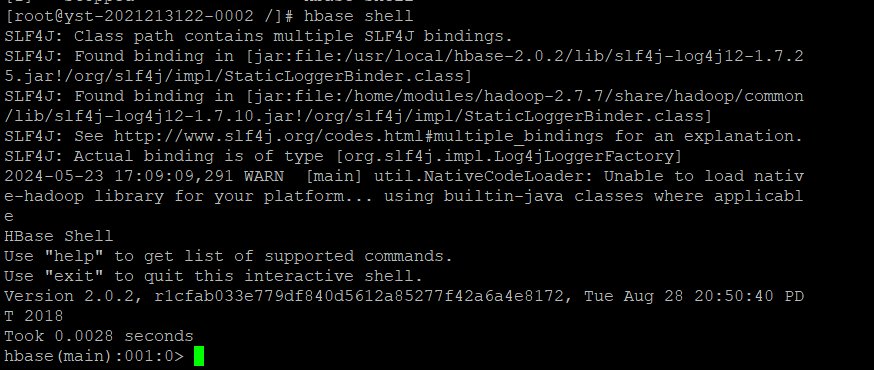 [root@yst-2021213122-0002 /]# hbase shell
SLF4J: Class path contains multiple SLF4J bindings.
SLF4J: Found binding in [jar:file:/usr/local/hbase-2.0.2/lib/slf4j-log4j12-1.7.2
5.jar!/org/slf4j/impl/StaticLoggerBinder.class]
SLF4J: Found binding in [jar:file:/home/modules/hadoop-2.7.7/share/hadoop/common
/lib/slf4j-log4j12-1.7.10.jar!/org/slf4j/impl/StaticLoggerBinder.class]
SLF4J: See http://www.slf4j.org/codes.html#multiple_bindings for an explanation.
SLF4J: Actual binding is of type [org.slf4j.impl.Log4jLoggerFactory]
2024-05-23 17:09:09,291 WARN  [main] util.NativeCodeLoader: Unable to load nativ
e-hadoop library for your platform... using builtin-java classes where applicabl
e
HBase Shell
Use "help" to get list of supported commands.
Use "exit" to quit this interactive shell.
Version 2.0.2, r1cfab033e779df840d5612a85277f42a6a4e8172, Tue Aug 28 20:50:40 PD
T 2018
Took 0.0028 seconds
hbase(main):001:0>